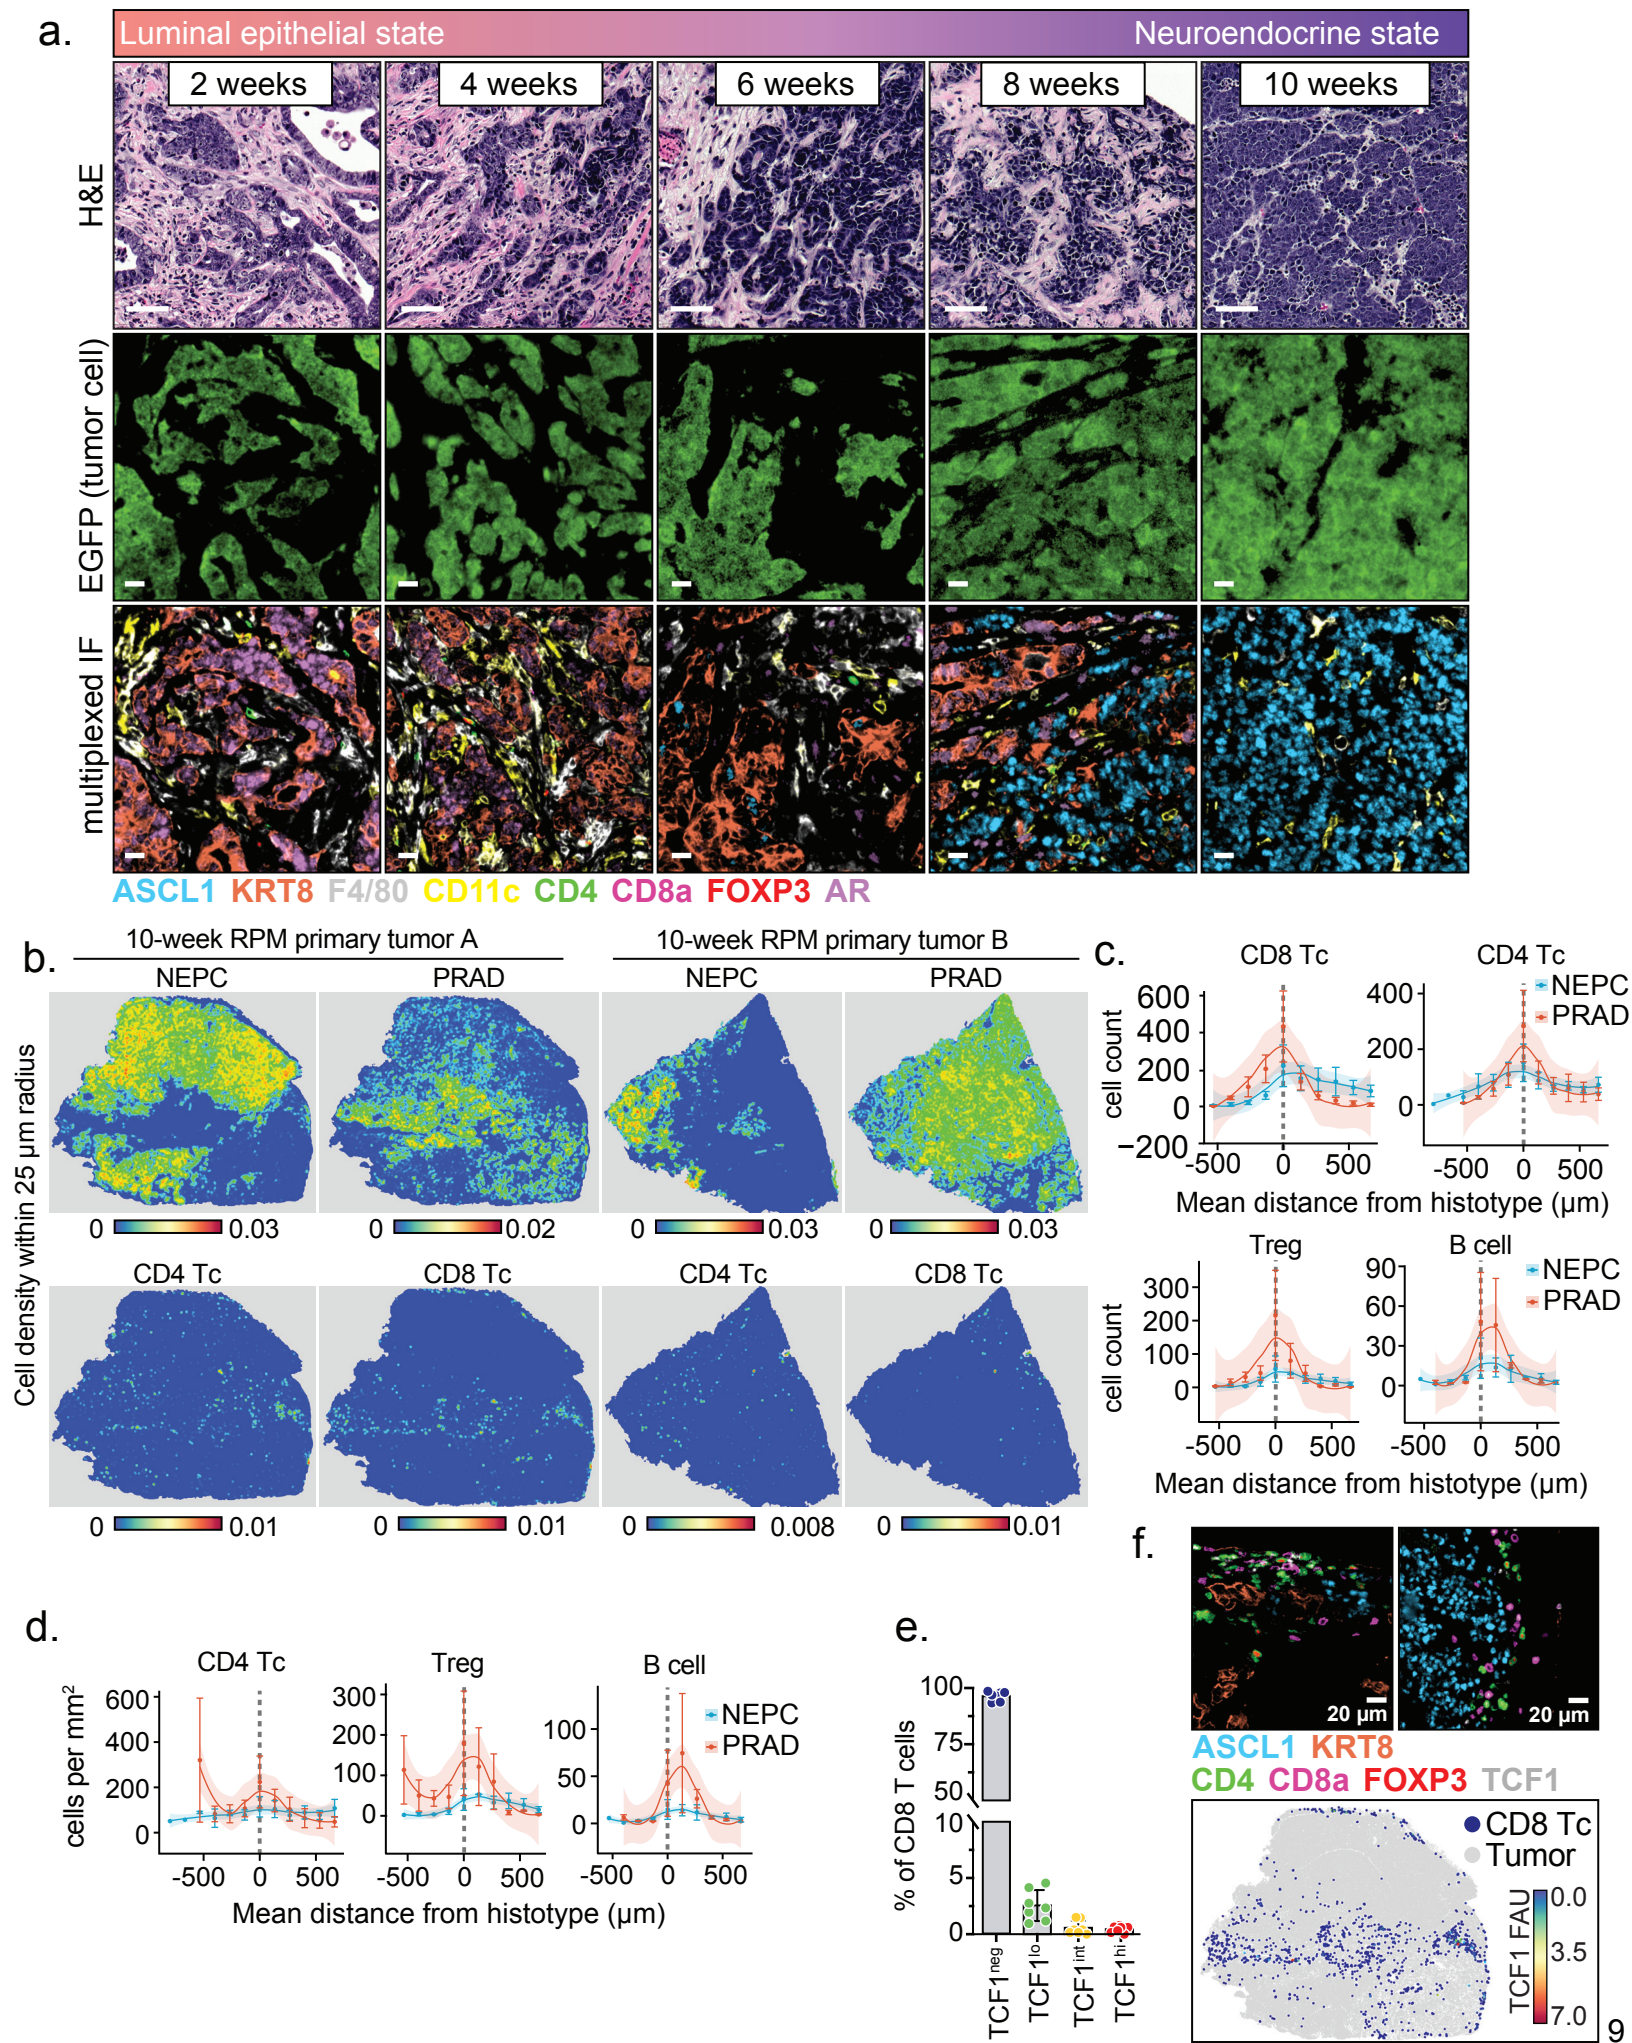 a.
Luminal epithelial state Neuroendocrine state
2 weeks 4 weeks 6 weeks 8 weeks 10 weeks
H&E
EGFP (tumor cell)
multiplexed IF
ASCL1 KRT8 F4/80 CD11c CD4 CD8a FOXP3 AR
b.
10-week RPM primary tumor A 10-week RPM primary tumor B
NEPC PRAD NEPC PRAD
Cell density within 25 µm radius
0 0.03 0 0.02 0 0.03 0 0.03
CD4 Tc CD8 Tc CD4 Tc CD8 Tc
0 0.01 0 0.01 0 0.008 0 0.01
c.
CD8 Tc CD4 Tc
NEPC
PRAD
cell count
600
400
200
0
−200
400
200
0
-500 0 500 -500 0 500
Mean distance from histotype (µm)
Treg B cell
NEPC
PRAD
cell count
300
200
100
0
90
60
30
0
-500 0 500 -500 0 500
Mean distance from histotype (µm)
d.
CD4 Tc Treg B cell
NEPC
PRAD
cells per mm²
600
400
200
0
300
200
100
0
100
50
0
-500 0 500 -500 0 500 -500 0 500
Mean distance from histotype (µm)
e.
% of CD8 T cells
100
75
50
10
5
0
TCF1neg TCF1lo TCF1int TCF1hi
f.
20 µm 20 µm
ASCL1 KRT8
CD4 CD8a FOXP3 TCF1
CD8 Tc
Tumor
TCF1 FAU
0.0
3.5
7.0
9